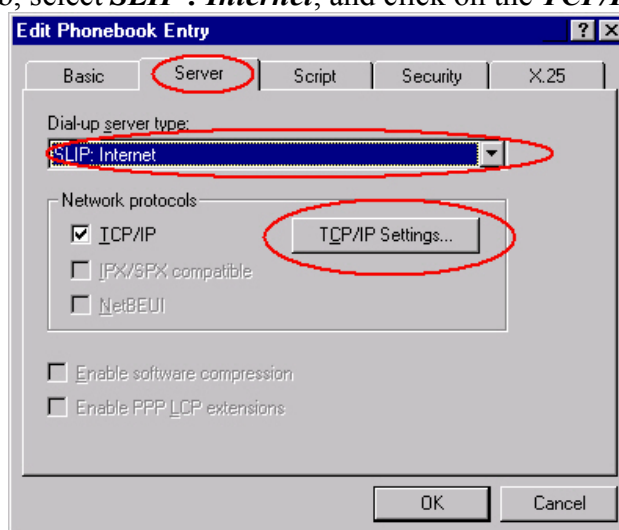 b, select SLIP : Internet, and click on the TCP/I
Edit Phonebook Entry
Basic Server Script Security X.25
Dial-up server type:
SLIP: Internet
Network protocols
TCP/IP TCP/IP Settings...
IPX/SPX compatible
NetBEUI
Enable software compression
Enable PPP LCP extensions
OK Cancel